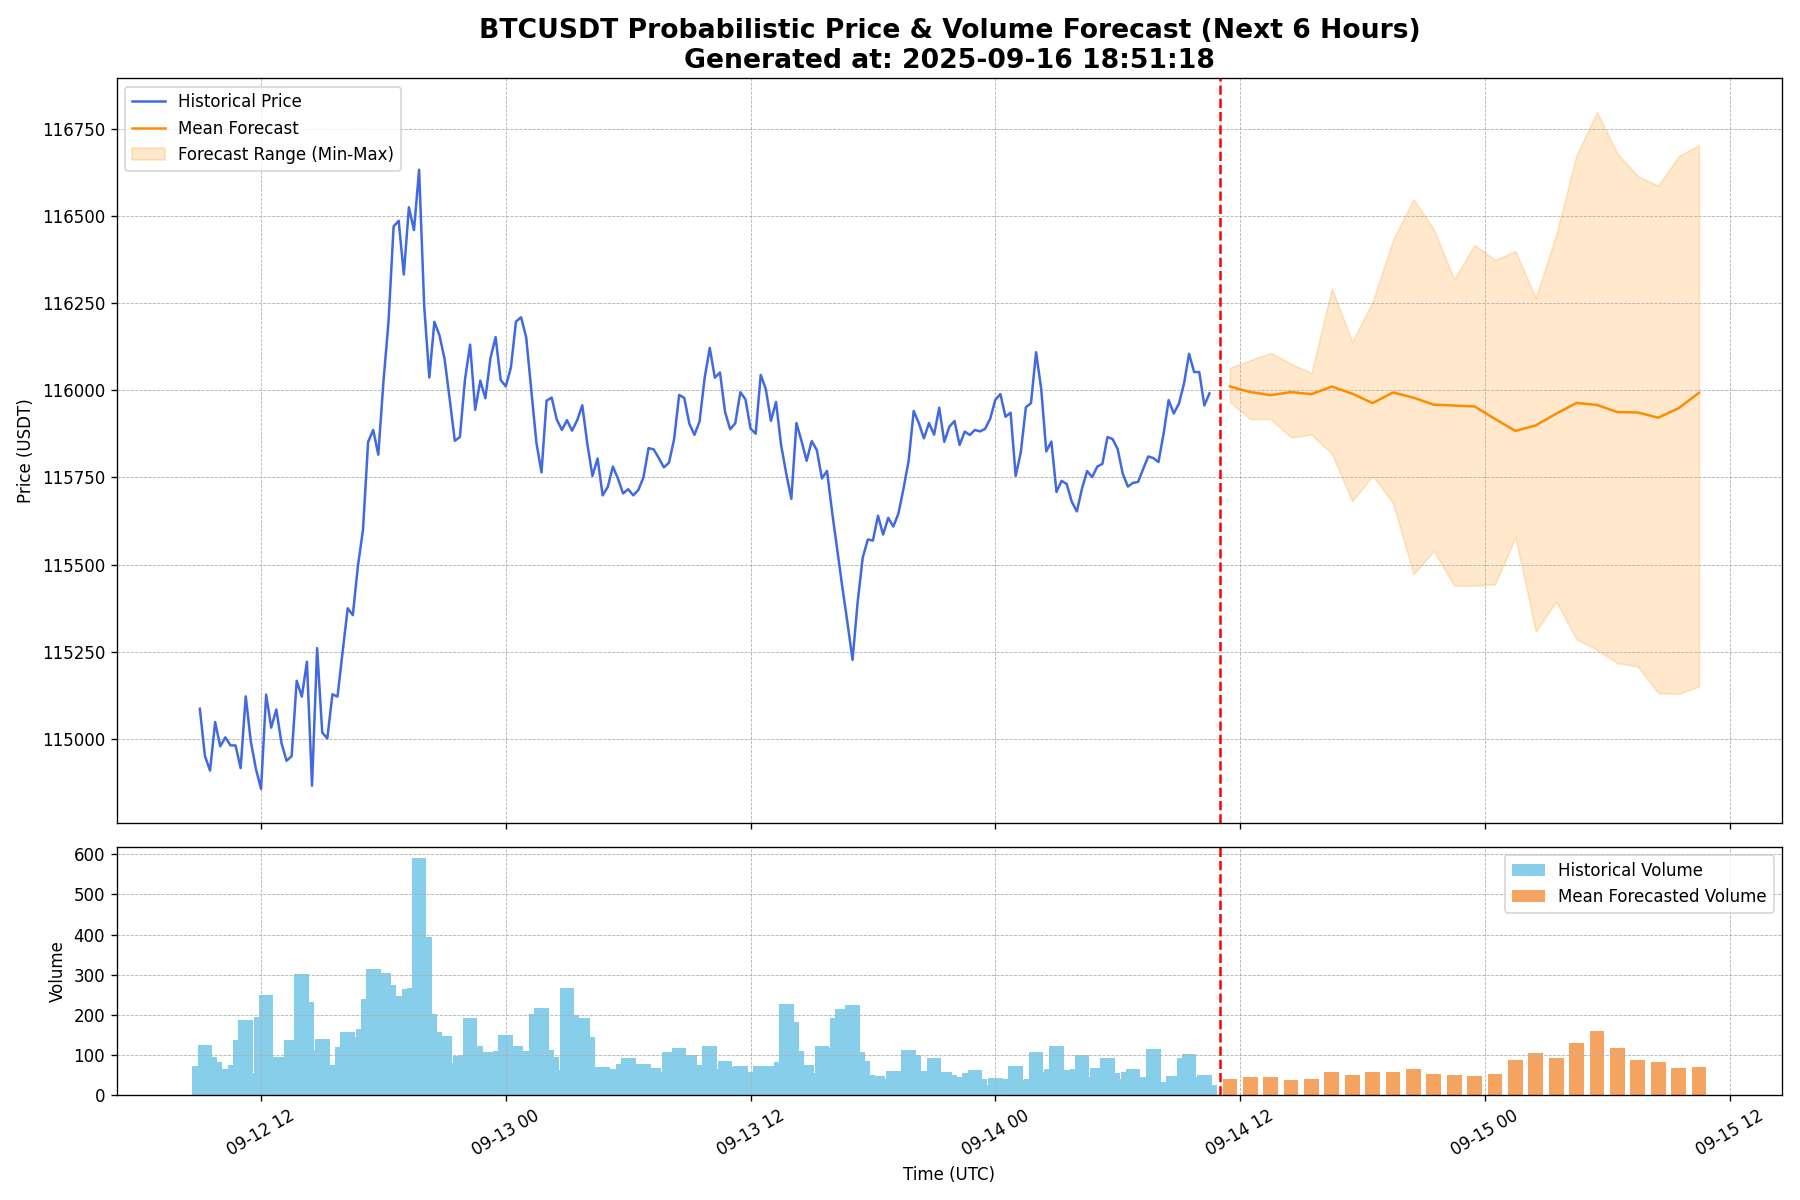 BTCUSDT Probabilistic Price & Volume Forecast (Next 6 Hours)
Generated at: 2025-09-16 18:51:18
Historical Price
Mean Forecast
Forecast Range (Min-Max)
116750
116500
116250
116000
115750
115500
115250
115000
Price (USDT)
Historical Volume
Mean Forecasted Volume
600
500
400
300
200
100
0
Volume
09-12 12
09-13 00
09-13 12
09-14 00
09-14 12
09-15 00
09-15 12
Time (UTC)